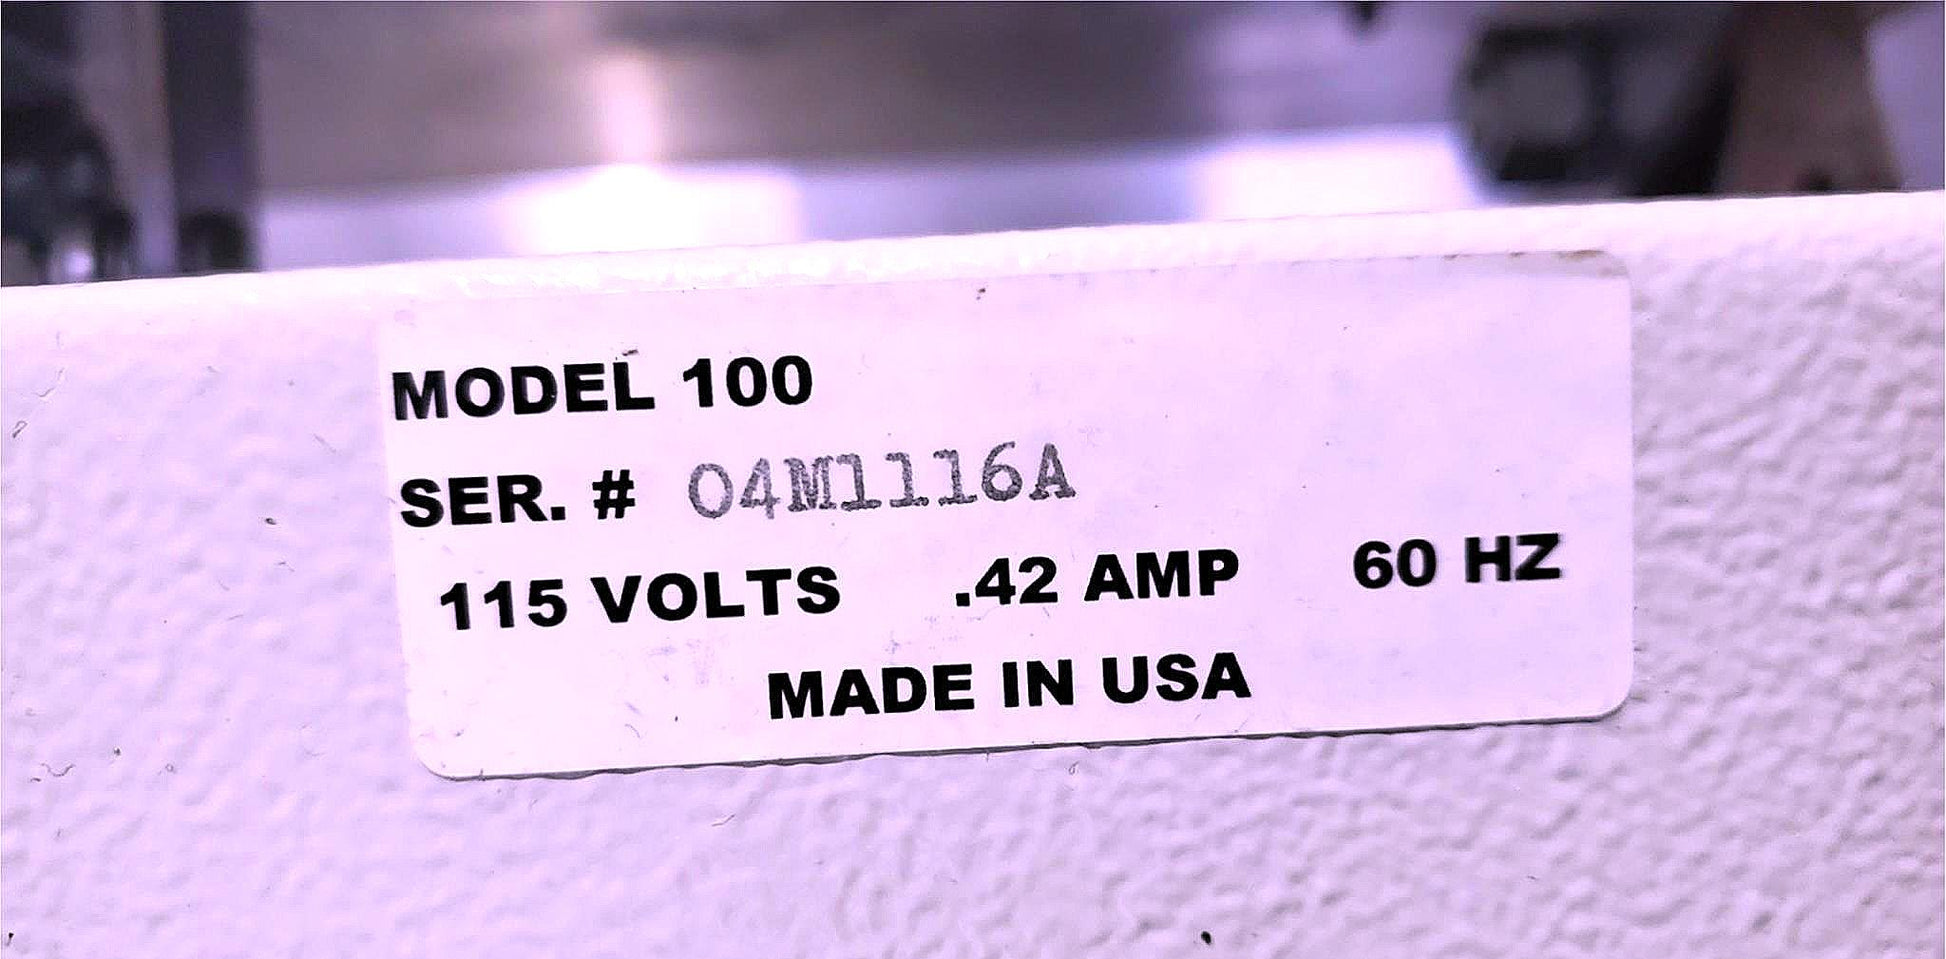 MODEL 100
SER. # 04M1116A
115 VOLTS .42 AMP 60 HZ
MADE IN USA